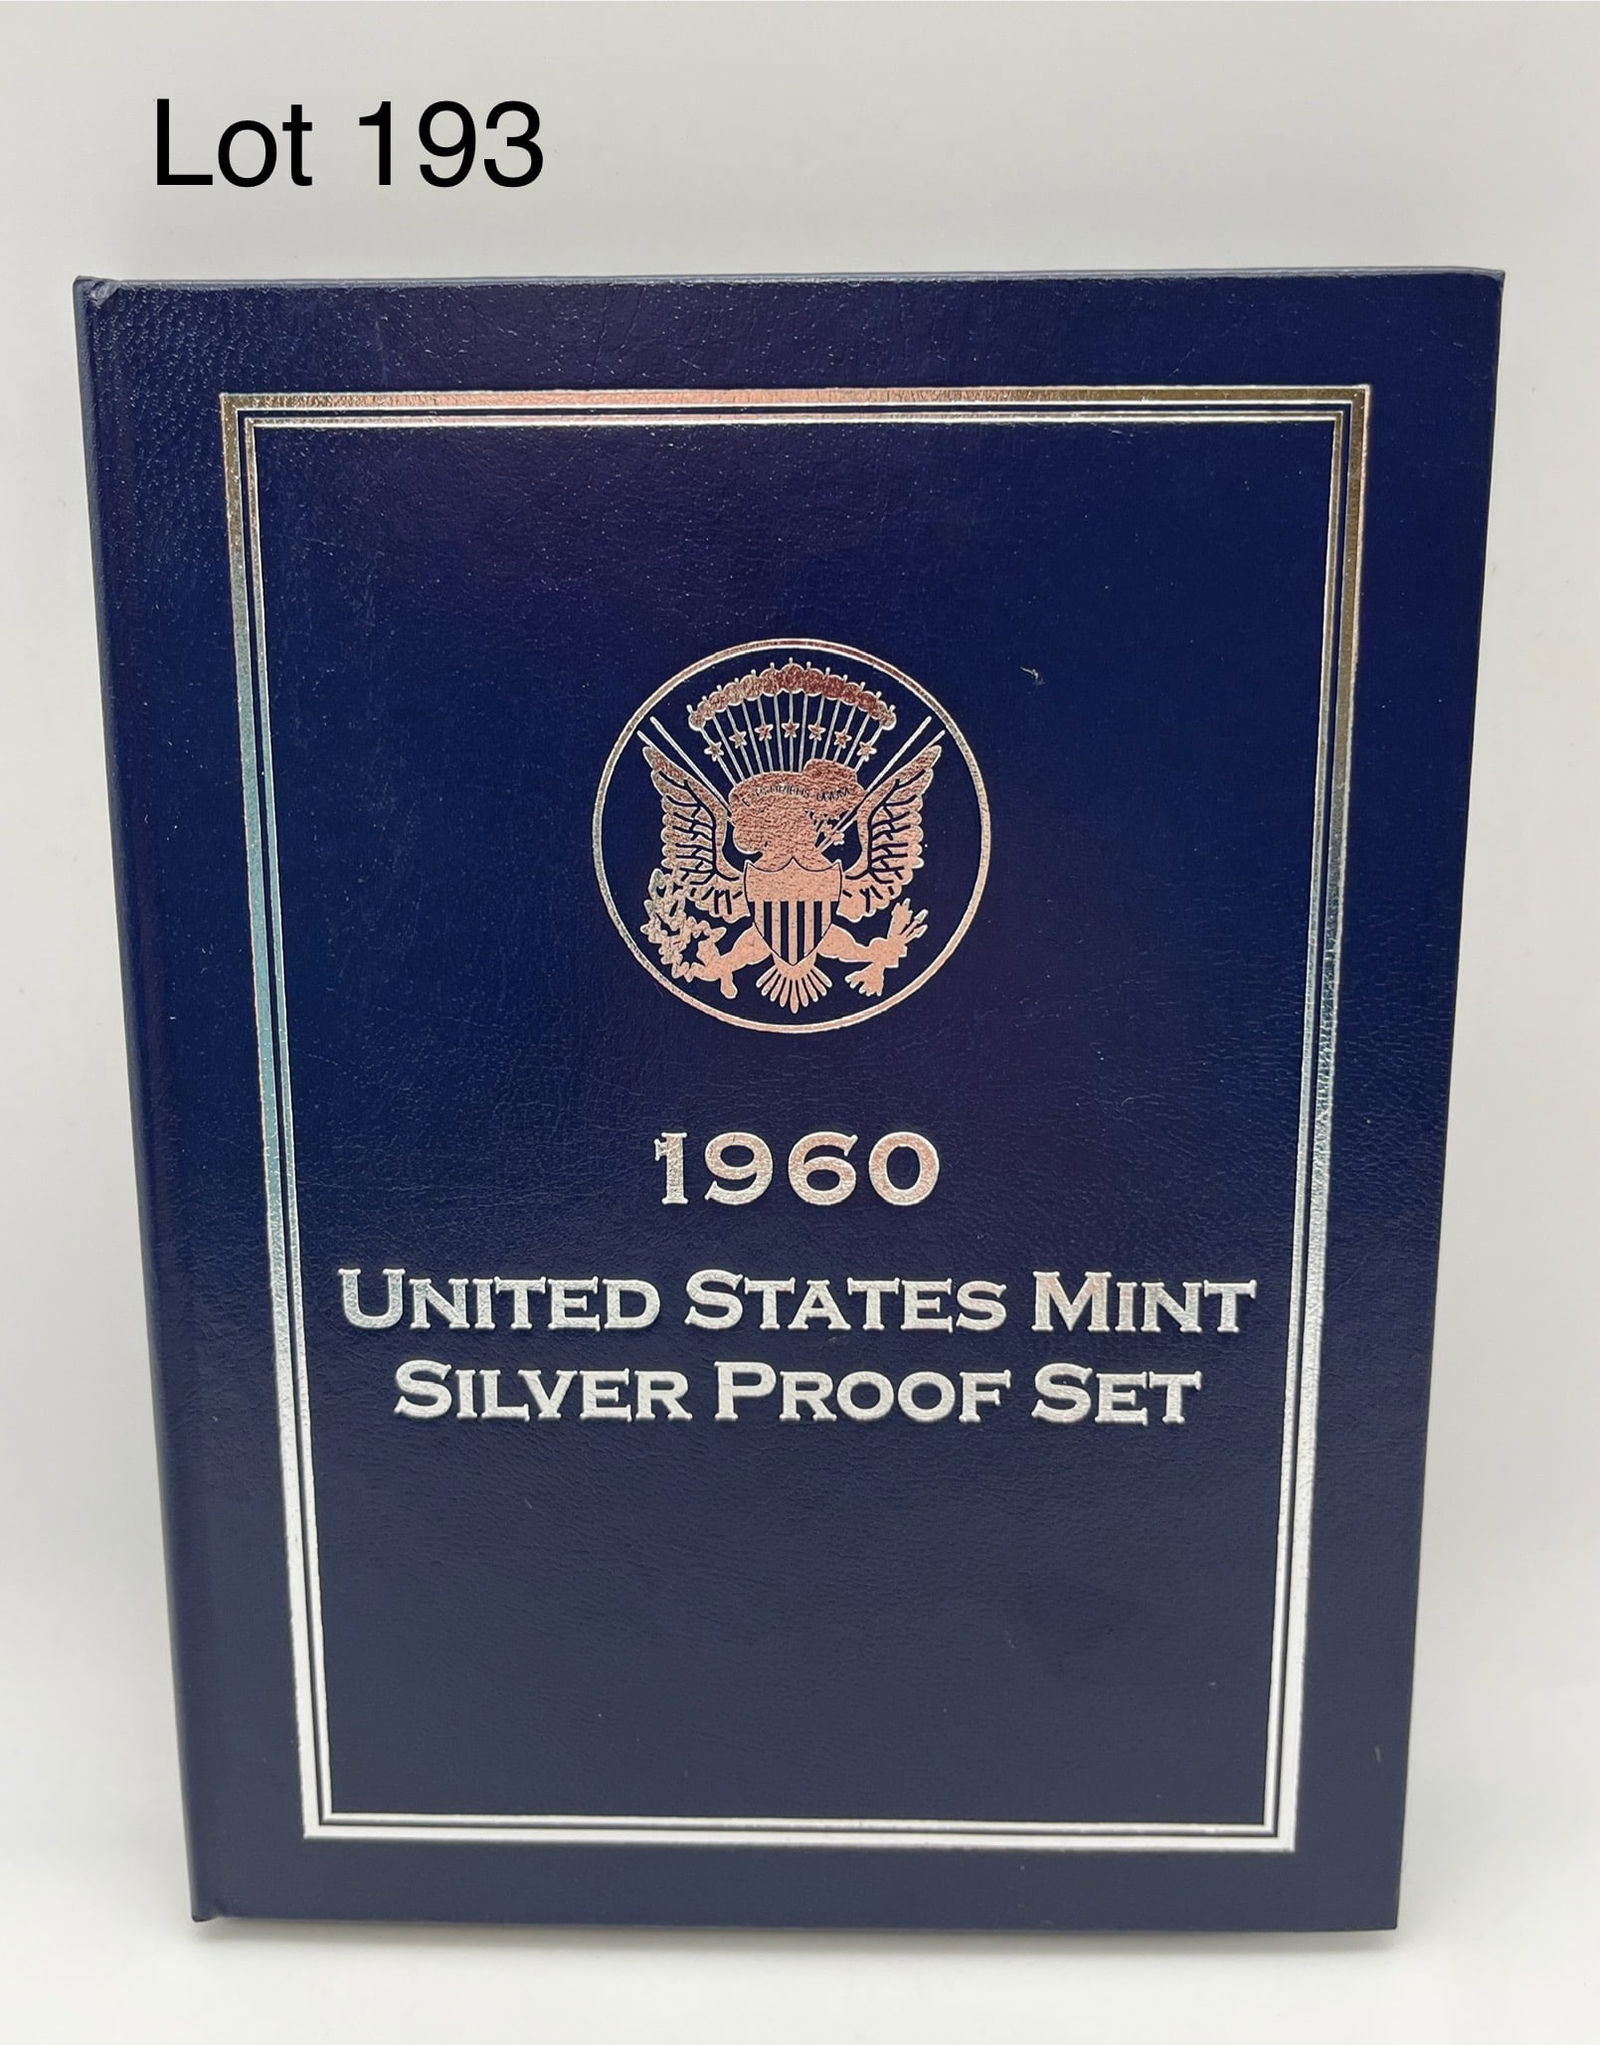 Lot 193
1960
UNITED STATES MINT
SILVER PROOF SET